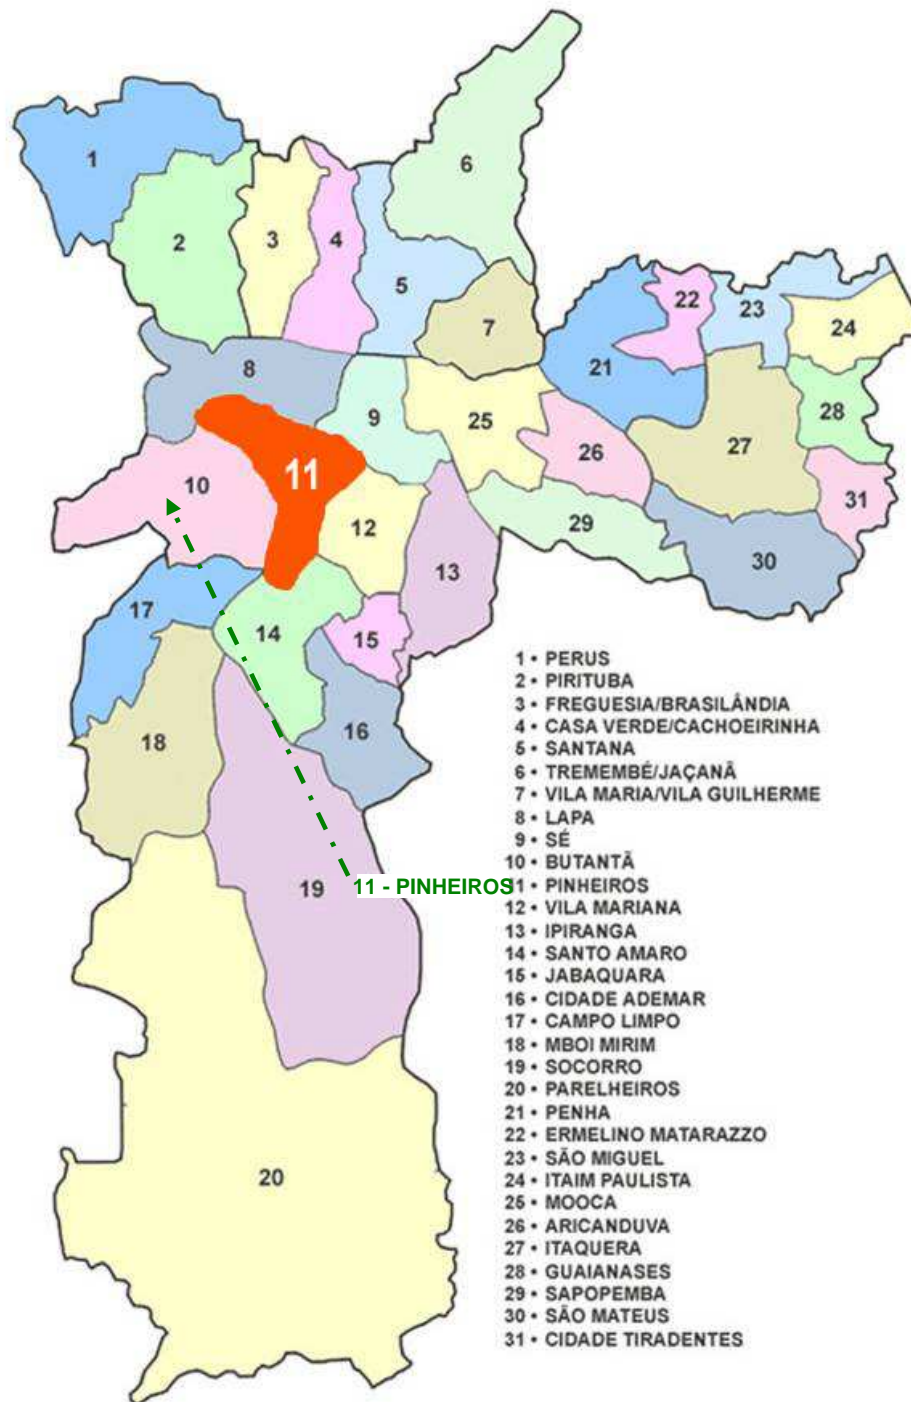 1
6
2
3
4
5
22
23
7
24
8
21
9
25
28
27
26
11
10
31
12
29
30
13
17
14
15
16
18
19
20
11 - PINHEIROS
1 • PERUS
2 • PIRITUBA
3 • FREGUESIA/BRASILÂNDIA
4 • CASA VERDE/CACHOEIRINHA
5 • SANTANA
6 • TREMEMBÉ/JAÇANÃ
7 • VILA MARIA/VILA GUILHERME
8 • LAPA
9 • SÉ
10 • BUTANTÃ
11 • PINHEIROS
12 • VILA MARIANA
13 • IPIRANGA
14 • SANTO AMARO
15 • JABAQUARA
16 • CIDADE ADEMAR
17 • CAMPO LIMPO
18 • MBOI MIRIM
19 • SOCORRO
20 • PARELHEIROS
21 • PENHA
22 • ERMELINO MATARAZZO
23 • SÃO MIGUEL
24 • ITAIM PAULISTA
25 • MOOCA
26 • ARICANDUVA
27 • ITAQUERA
28 • GUAIANASES
29 • SAPOPEMBA
30 • SÃO MATEUS
31 • CIDADE TIRADENTES